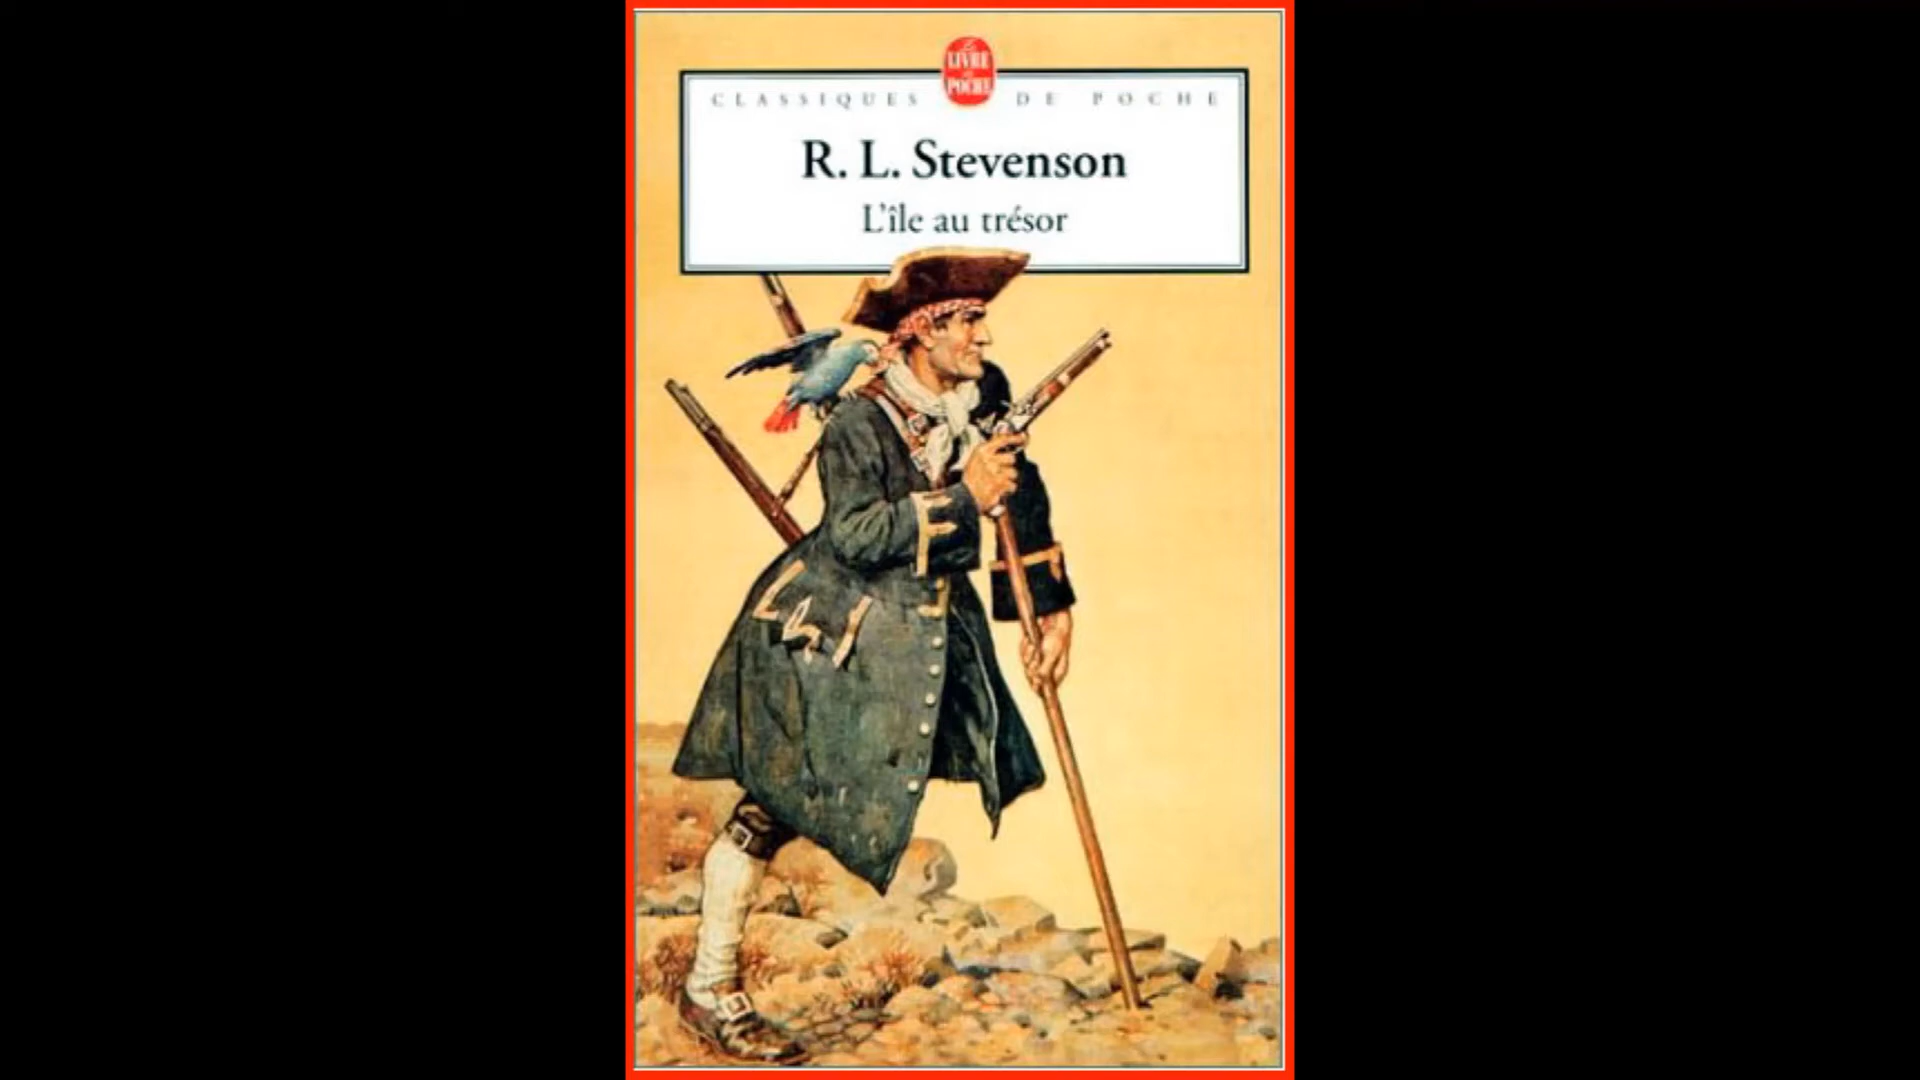 Le
LIVRE
de
POCHE
CLASSIQUES DE POCHE
R. L. Stevenson
L'île au trésor